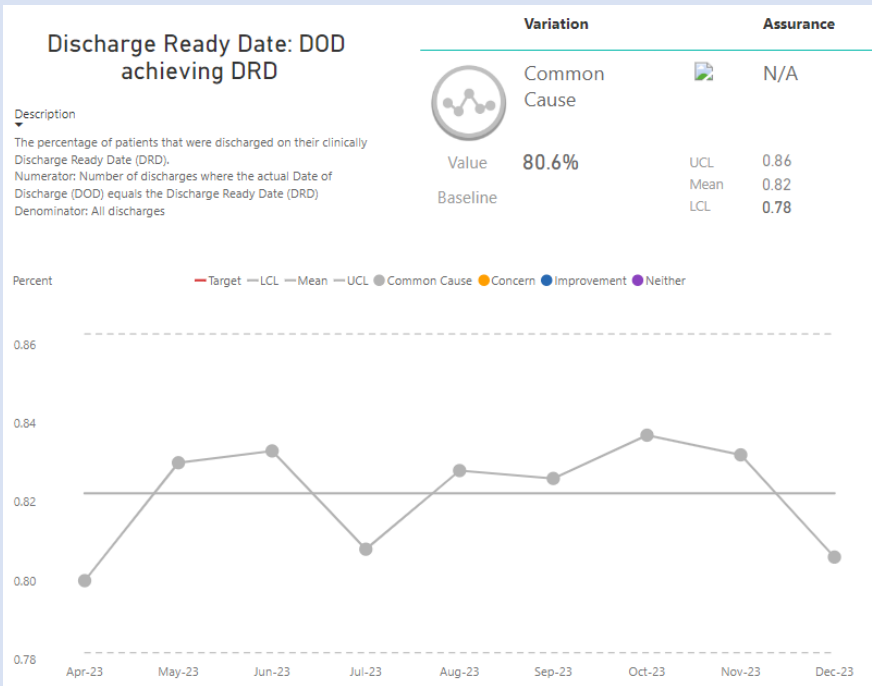 Discharge Ready Date: DOD
achieving DRD
Description
The percentage of patients that were discharged on their clinically
Discharge Ready Date (DRD).
Numerator: Number of discharges where the actual Date of
Discharge (DOD) equals the Discharge Ready Date (DRD)
Denominator: All discharges
Variation Assurance
Common
Cause
N/A
Value 80.6%
Baseline
UCL 0.86
Mean 0.82
LCL 0.78
Percent
Target LCL Mean UCL Common Cause Concern Improvement Neither
0.86
0.84
0.82
0.80
0.78
Apr-23 May-23 Jun-23 Jul-23 Aug-23 Sep-23 Oct-23 Nov-23 Dec-23